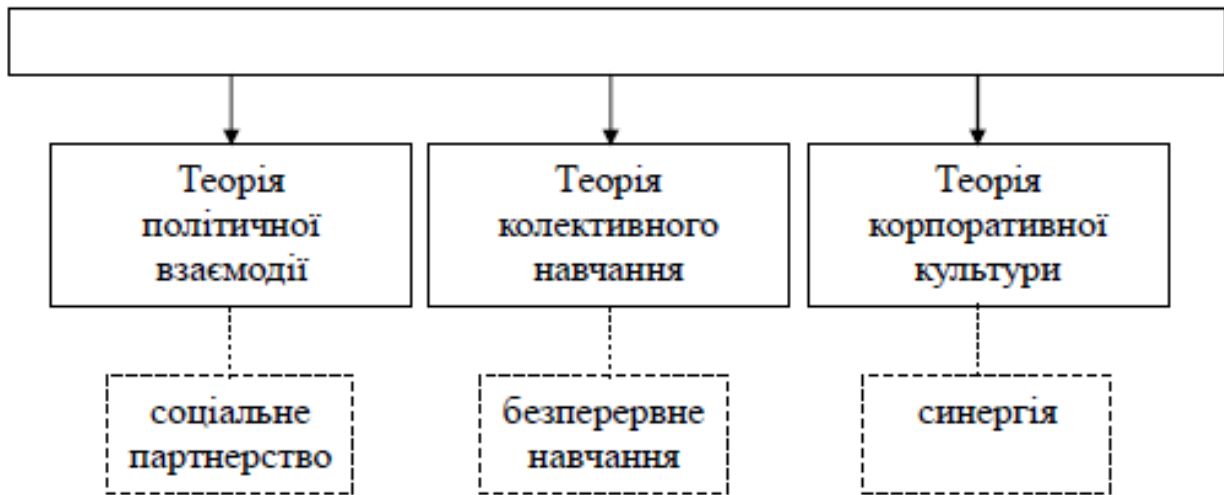 Теорія
політичної
взаємодії
Теорія
колективного
навчання
Теорія
корпоративної
культури
соціальне
партнерство
безперервне
навчання
синергія